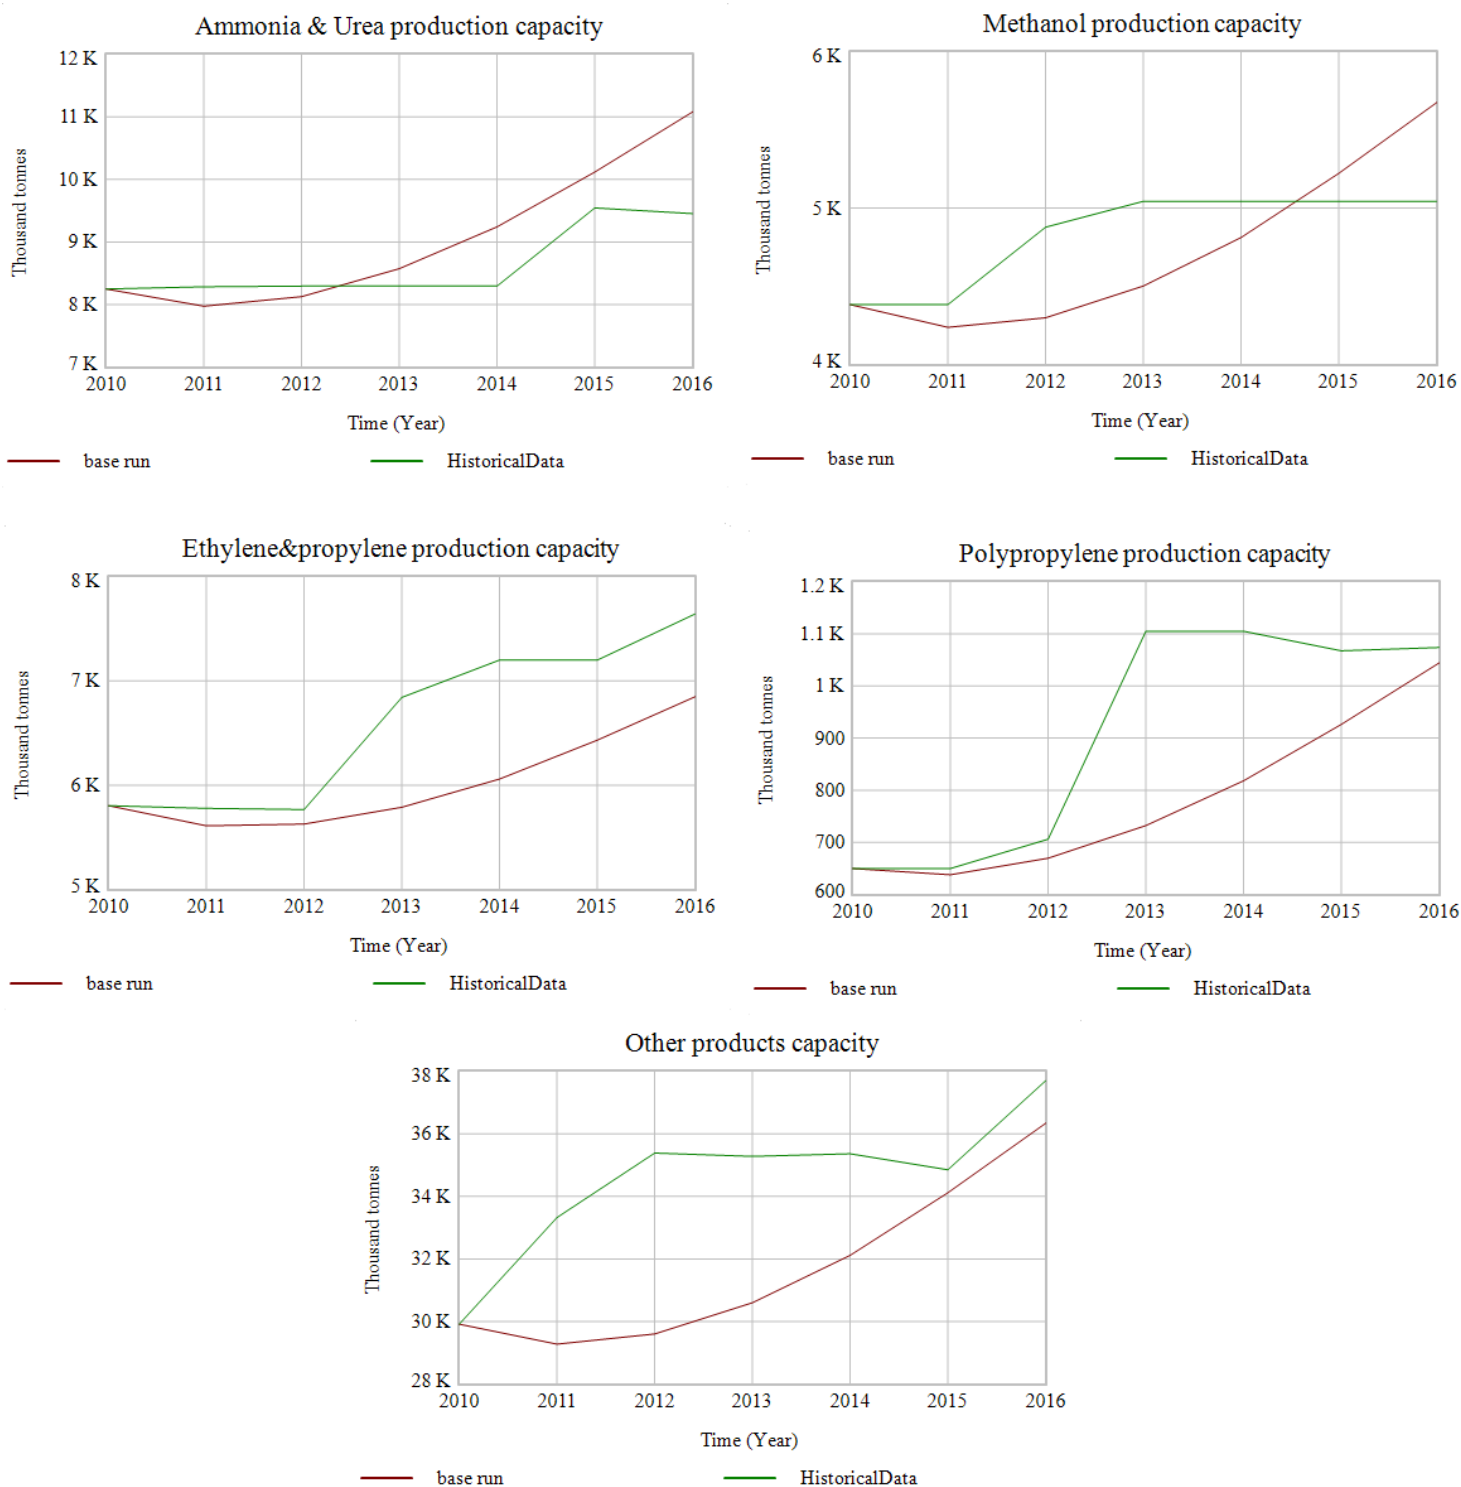 Ammonia & Urea production capacity
12 K
11 K
10 K
9 K
8 K
7 K
Thousand tonnes
2010 2011 2012 2013 2014 2015 2016
Time (Year)
base run HistoricalData
Methanol production capacity
6 K
5 K
4 K
Thousand tonnes
2010 2011 2012 2013 2014 2015 2016
Time (Year)
base run HistoricalData
Ethylene&propylene production capacity
8 K
7 K
6 K
5 K
Thousand tonnes
2010 2011 2012 2013 2014 2015 2016
Time (Year)
base run HistoricalData
Polypropylene production capacity
1.2 K
1.1 K
1 K
900
800
700
600
Thousand tonnes
2010 2011 2012 2013 2014 2015 2016
Time (Year)
base run HistoricalData
Other products capacity
38 K
36 K
34 K
32 K
30 K
28 K
Thousand tonnes
2010 2011 2012 2013 2014 2015 2016
Time (Year)
base run HistoricalData